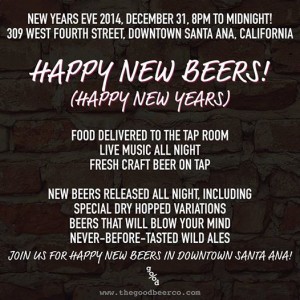 NEW YEARS EVE 2014, DECEMBER 31, 8PM TO MIDNIGHT!
309 WEST FOURTH STREET, DOWNTOWN SANTA ANA, CALIFORNIA
HAPPY NEW BEERS!
(HAPPY NEW YEARS)
FOOD DELIVERED TO THE TAP ROOM
LIVE MUSIC ALL NIGHT
FRESH CRAFT BEER ON TAP
NEW BEERS RELEASED ALL NIGHT, INCLUDING
SPECIAL DRY HOPPED VARIATIONS
BEERS THAT WILL BLOW YOUR MIND
NEVER-BEFORE-TASTED WILD ALES
JOIN US FOR HAPPY NEW BEERS IN DOWNTOWN SANTA ANA!
www.thegoodbeerco.com